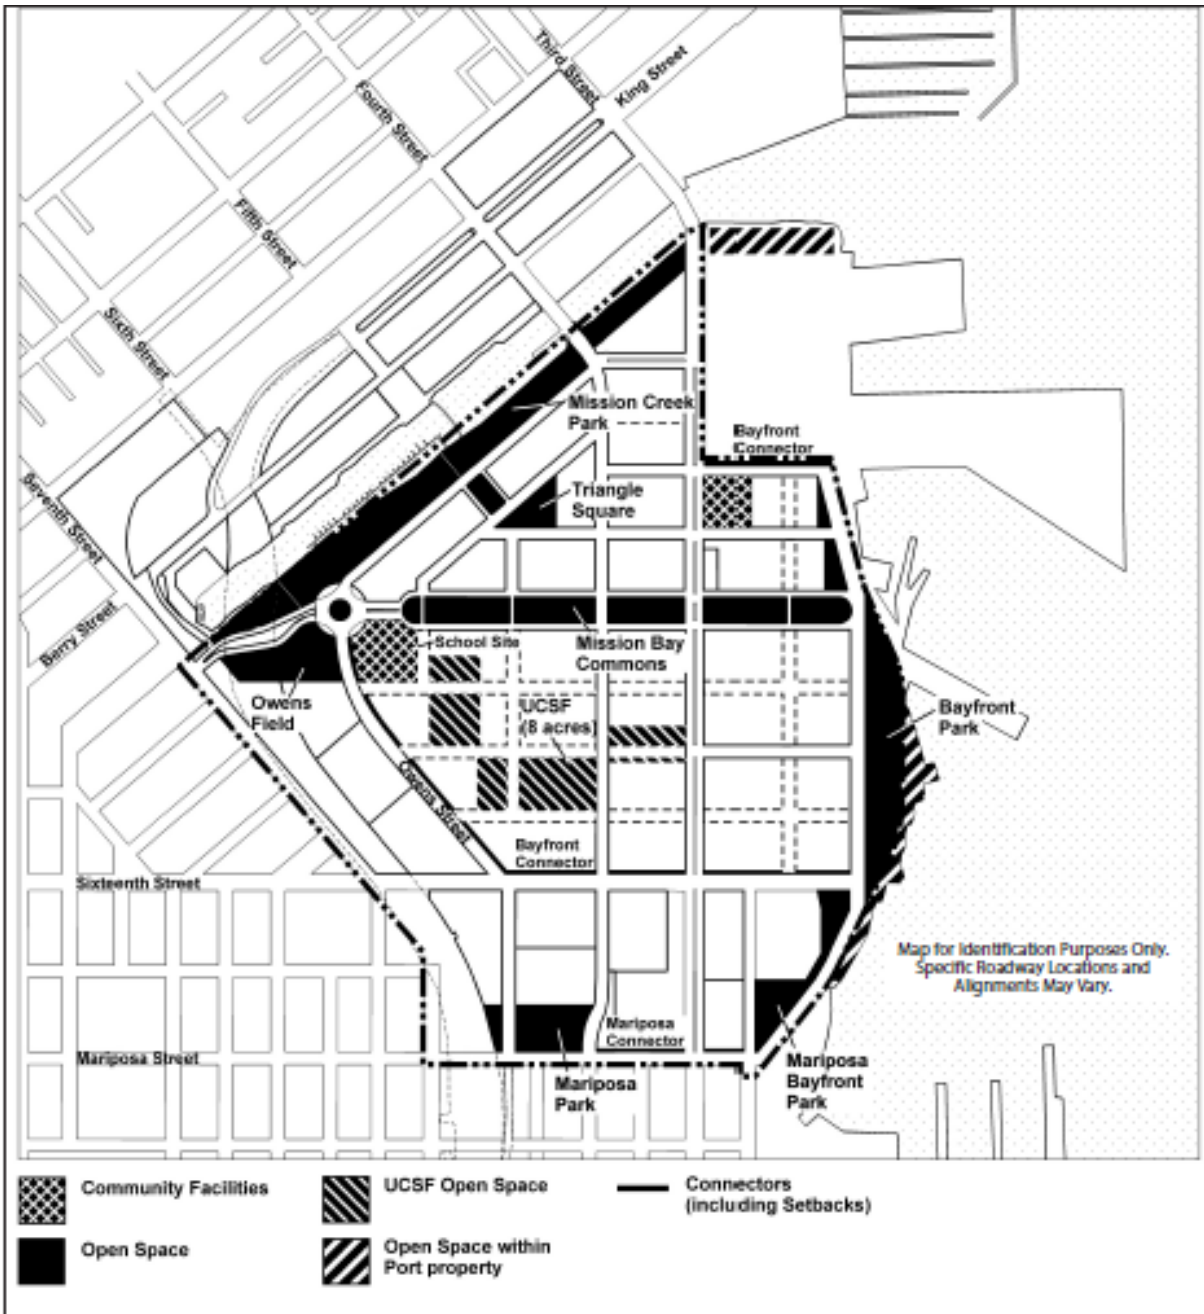 Third Street
King Street
Fourth Street
Fifth Street
Sixth Street
Seventh Street
Berry Street
Mission Creek
Park
Bayfront
Connector
Triangle
Square
School Site
Mission Bay
Commons
Owens
Field
UCSF
(8 acres)
Bayfront
Park
Owens Street
Bayfront
Connector
Sixteenth Street
Map for Identification Purposes Only.
Specific Roadway Locations and
Alignments May Vary.
Mariposa
Connector
Mariposa Street
Mariposa
Park
Mariposa
Bayfront
Park
Community Facilities
Open Space
UCSF Open Space
Open Space within
Port property
Connectors
(including Setbacks)